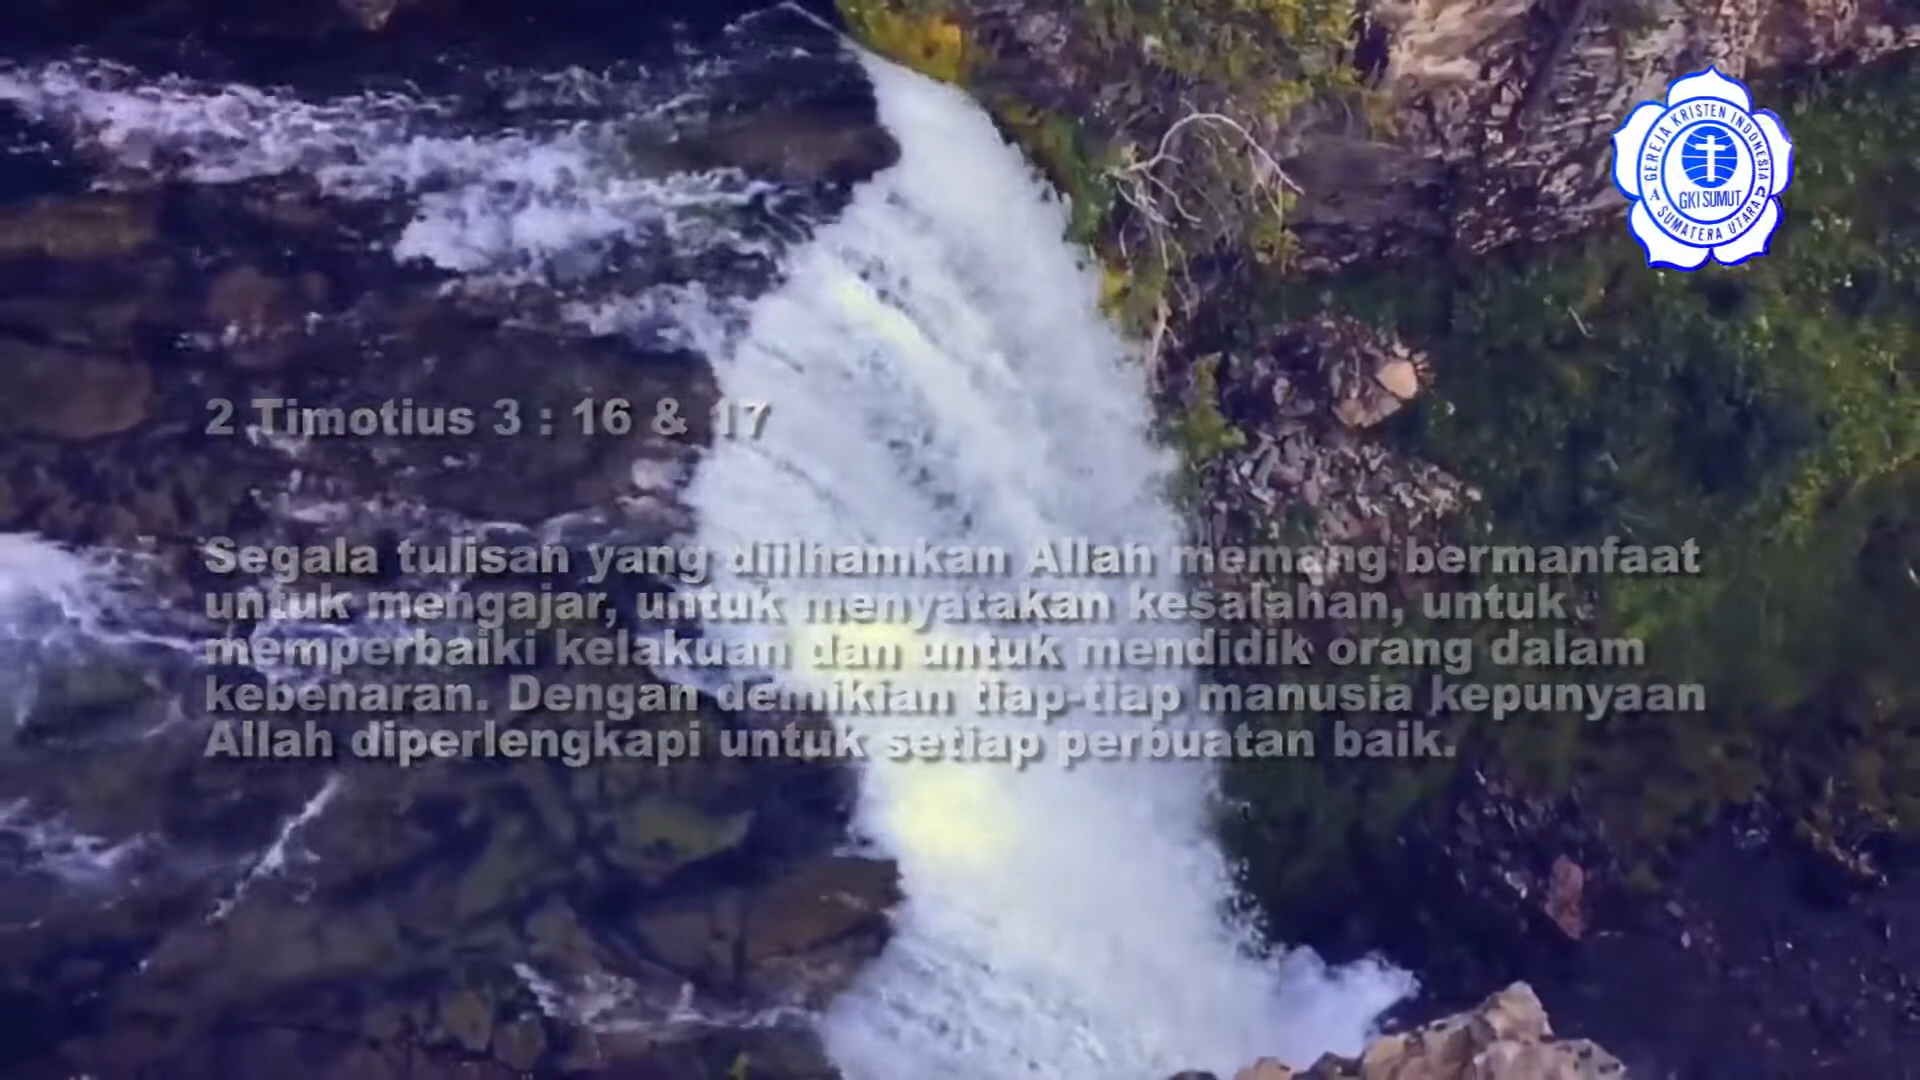 GEREJA KRISTEN INDONESIA
GKI SUMUT
SUMATERA UTARA
2 Timotius 3 : 16 & 17
Segala tulisan yang diilhamkan Allah memang bermanfaat
untuk mengajar, untuk menyatakan kesalahan, untuk
memperbaiki kelakuan dan untuk mendidik orang dalam
kebenaran. Dengan demikian tiap-tiap manusia kepunyaan
Allah diperlengkapi untuk setiap perbuatan baik.